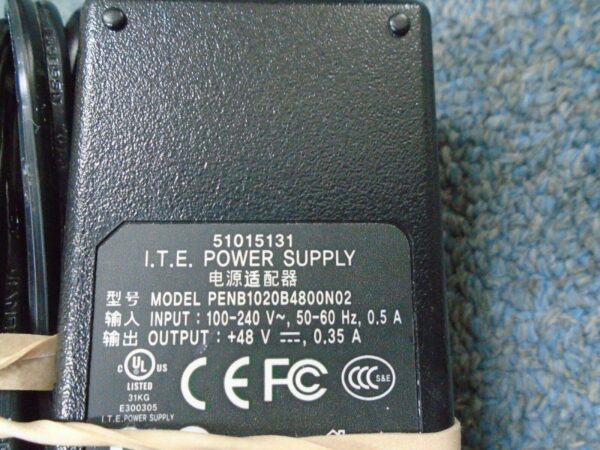 51015131
I.T.E. POWER SUPPLY
电源适配器
型号 MODEL PENB1020B4800N02
输入 INPUT : 100-240 V~, 50-60 Hz, 0.5 A
输出 OUTPUT : +48 V ⎓, 0.35 A
C UL US
LISTED
31KG
E300305
I.T.E. POWER SUPPLY
CE FC CCC S&E